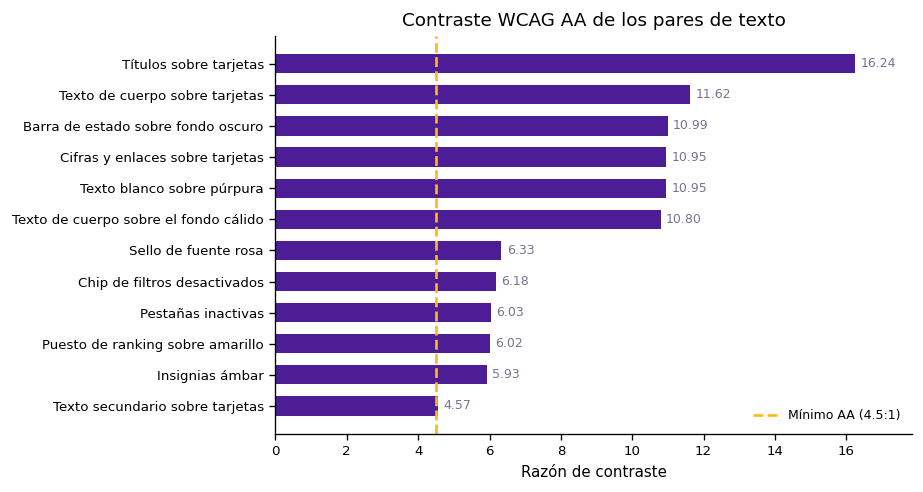 Contraste WCAG AA de los pares de texto
Títulos sobre tarjetas 16.24
Texto de cuerpo sobre tarjetas 11.62
Barra de estado sobre fondo oscuro 10.99
Cifras y enlaces sobre tarjetas 10.95
Texto blanco sobre púrpura 10.95
Texto de cuerpo sobre el fondo cálido 10.80
Sello de fuente rosa 6.33
Chip de filtros desactivados 6.18
Pestañas inactivas 6.03
Puesto de ranking sobre amarillo 6.02
Insignias ámbar 5.93
Texto secundario sobre tarjetas 4.57
Mínimo AA (4.5:1)
0 2 4 6 8 10 12 14 16
Razón de contraste